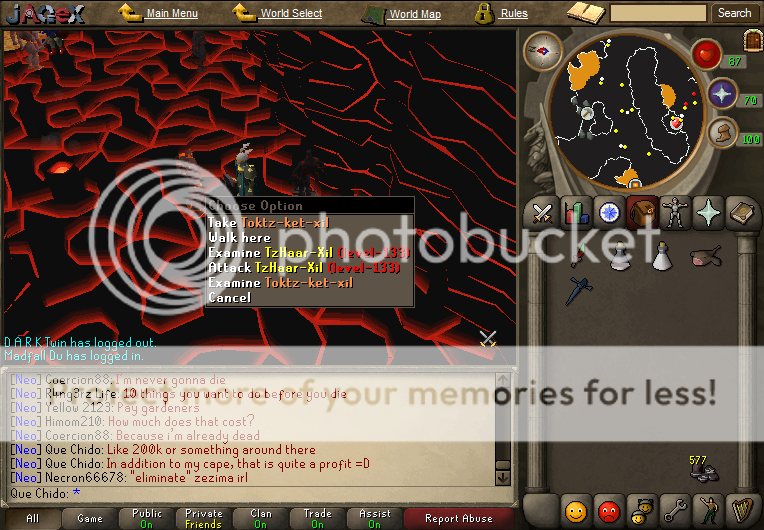 JAGEX
Main Menu
World Select
World Map
Rules
Search
87
70
100
photobucket
Choose Option
Take Toktz-ket-xil
Walk here
Examine TzHaar-Xil (level-133)
Attack TzHaar-Xil (level-133)
Examine Toktz-ket-xil
Cancel
D A R K Twin has logged out.
Madfall Du has logged in.
Protect more of your memories for less!
[Neo] Coercion88: I'm never gonna die
[Neo] Life: 10 things you want to do before you die
[Neo] Yellow 2123: Pay gardeners
[Neo] Himom210: How much does that cost?
[Neo] Coercion88: Because i'm already dead
[Neo] Que Chido: Like 200k or something around there
[Neo] Que Chido: In addition to my cape, that is quite a profit =D
[Neo] Necron66678: "eliminate" zezima irl
Que Chido: *
577
All
Game
Public
On
Private
Friends
Clan
On
Trade
On
Assist
On
Report Abuse